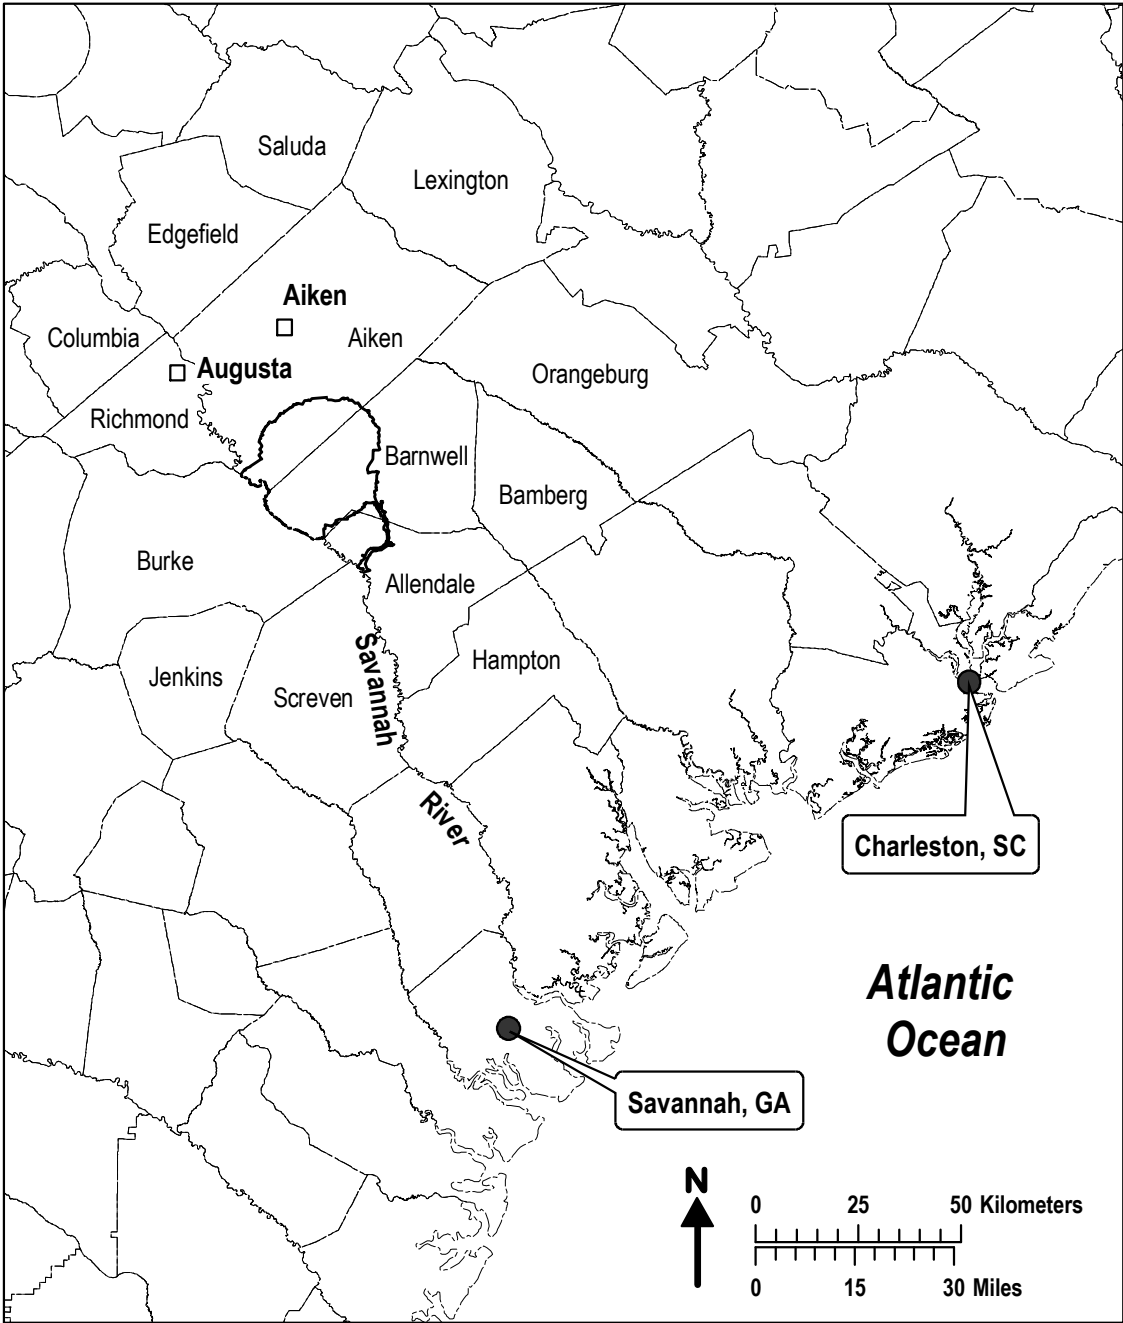 Saluda
Lexington
Edgefield
Aiken
Columbia
Aiken
Augusta
Orangeburg
Richmond
Barnwell
Bamberg
Burke
Allendale
Savannah
River
Hampton
Jenkins
Screven
Charleston, SC
Atlantic
Ocean
Savannah, GA
N
0 25 50 Kilometers
0 15 30 Miles